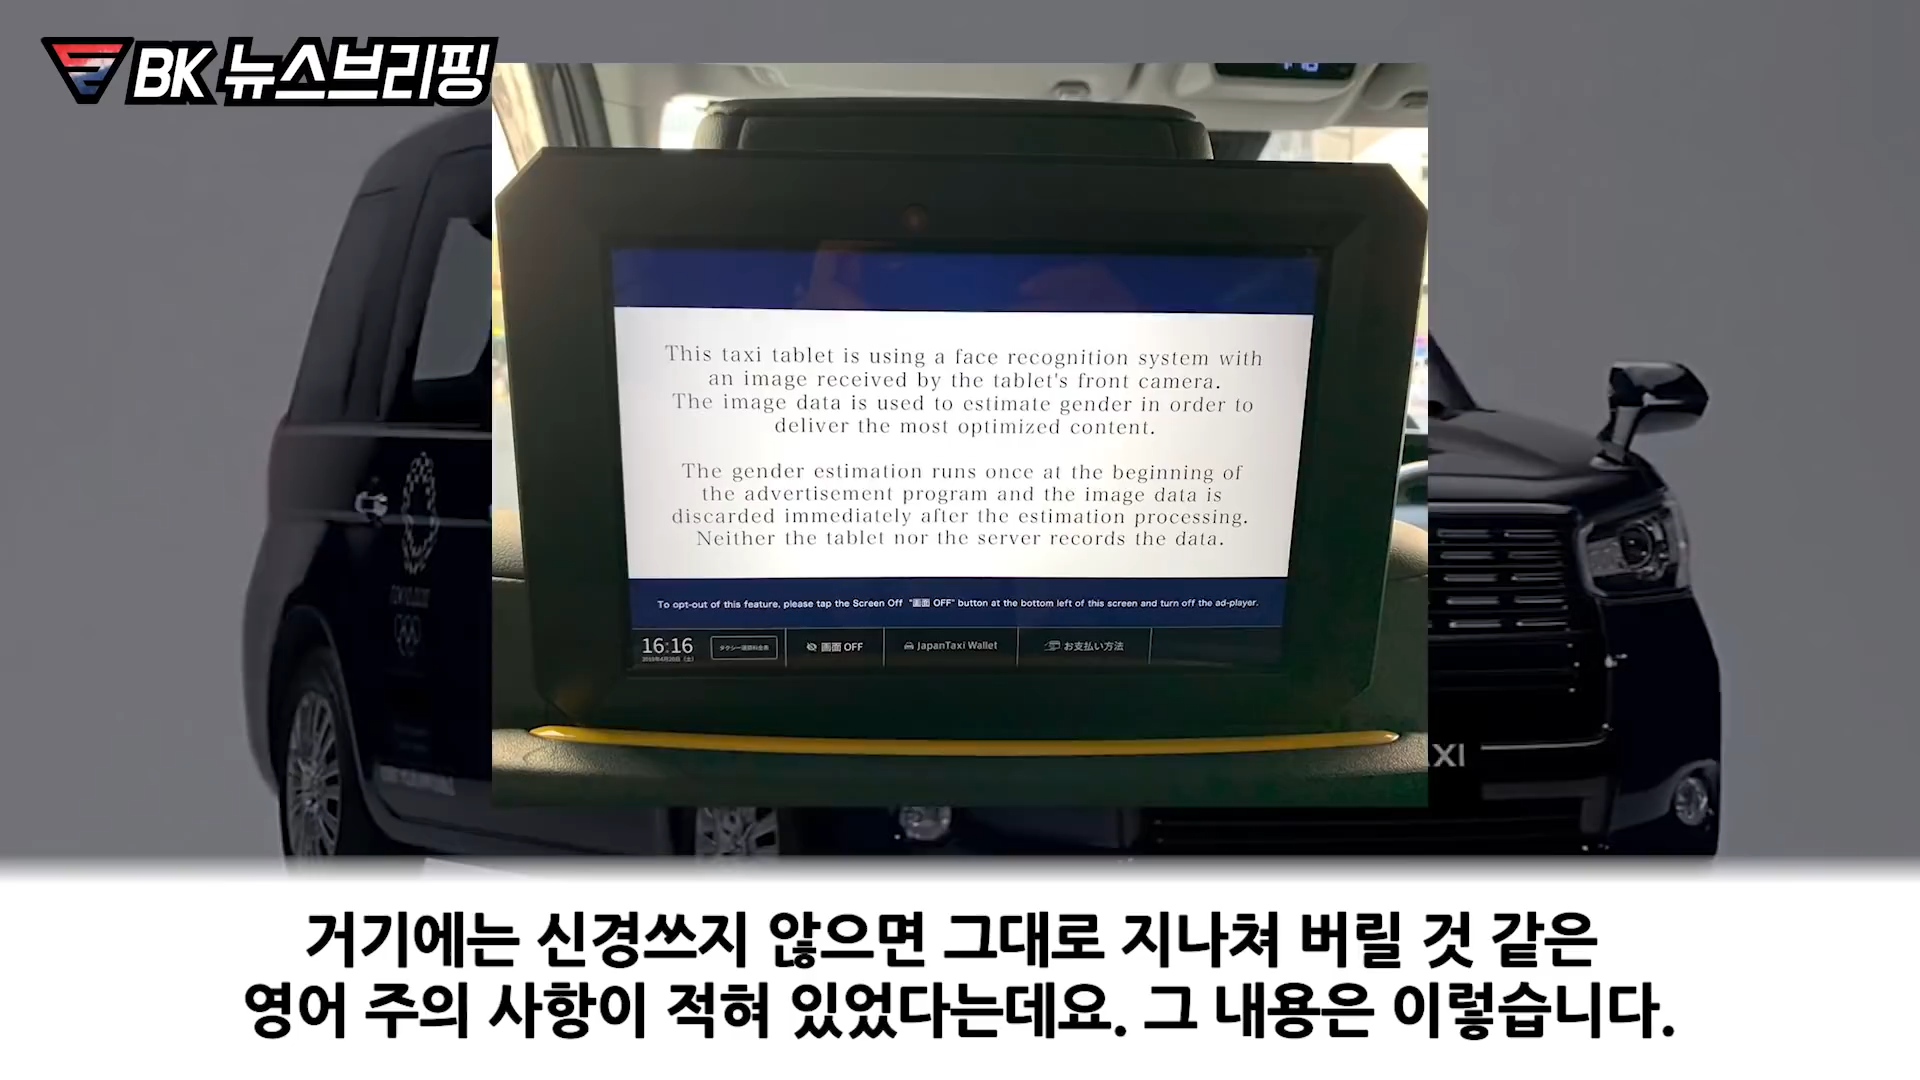 BK 뉴스브리핑
This taxi tablet is using a face recognition system with
an image received by the tablet's front camera.
The image data is used to estimate gender in order to
deliver the most optimized content.
The gender estimation runs once at the beginning of
the advertisement program and the image data is
discarded immediately after the estimation processing.
Neither the tablet nor the server records the data.
To opt-out of this feature, please tap the Screen Off "画面 OFF" button at the bottom left of this screen and turn off the ad-player.
16:16
画面 OFF
JapanTaxi Wallet
お支払い方法
XI
거기에는 신경쓰지 않으면 그대로 지나쳐 버릴 것 같은
영어 주의 사항이 적혀 있었다는데요. 그 내용은 이렇습니다.